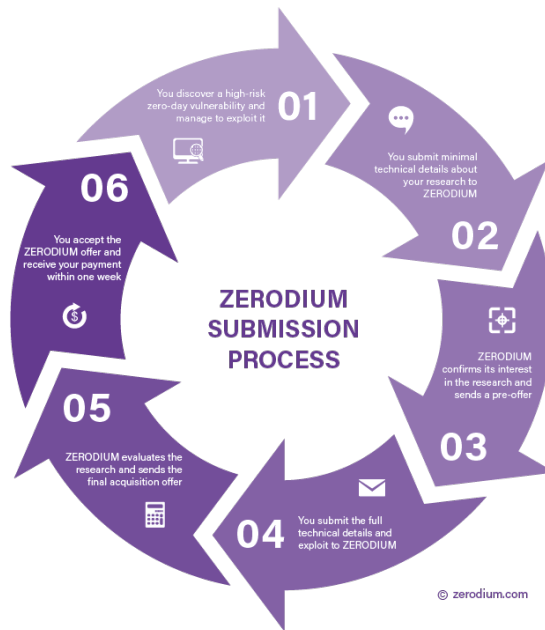 ZERODIUM
SUBMISSION
PROCESS
01
You discover a high-risk
zero-day vulnerability and
manage to exploit it
02
You submit minimal
technical details about
your research to
ZERODIUM
03
ZERODIUM
confirms its interest
in the research and
sends a pre-offer
04
You submit the full
technical details and
exploit to ZERODIUM
05
ZERODIUM evaluates the
research and sends the
final acquisition offer
06
You accept the
ZERODIUM offer and
receive your payment
within one week
$
© zerodium.com